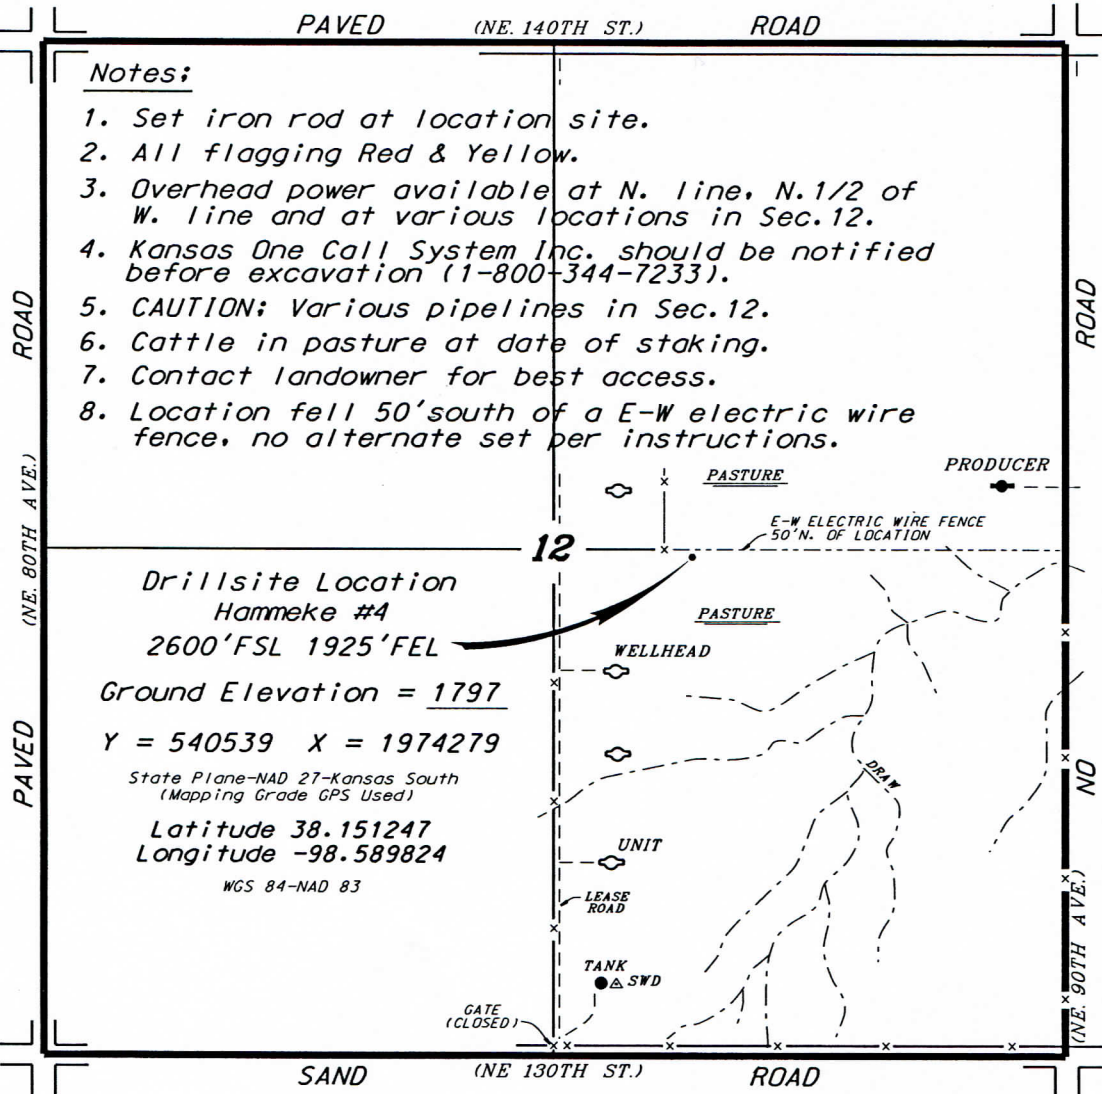 PAVED (NE. 140TH ST.) ROAD
Notes:
1. Set iron rod at location site.
2. All flagging Red & Yellow.
3. Overhead power available at N. line, N.1/2 of
W. line and at various locations in Sec.12.
4. Kansas One Call System Inc. should be notified
before excavation (1-800-344-7233).
5. CAUTION: Various pipelines in Sec.12.
6. Cattle in pasture at date of staking.
7. Contact landowner for best access.
8. Location fell 50'south of a E-W electric wire
fence, no alternate set per instructions.
ROAD
(NE. 80TH AVE.)
PAVED
ROAD
NO
(NE. 90TH AVE.)
PASTURE
PRODUCER
E-W ELECTRIC WIRE FENCE
50'N. OF LOCATION
12
Drillsite Location
Hammeke #4
2600'FSL 1925'FEL
Ground Elevation = 1797
Y = 540539 X = 1974279
State Plane-NAD 27-Kansas South
(Mapping Grade GPS Used)
Latitude 38.151247
Longitude -98.589824
WGS 84-NAD 83
PASTURE
WELLHEAD
DRAW
UNIT
LEASE
ROAD
TANK
SWD
GATE
(CLOSED)
SAND (NE 130TH ST.) ROAD